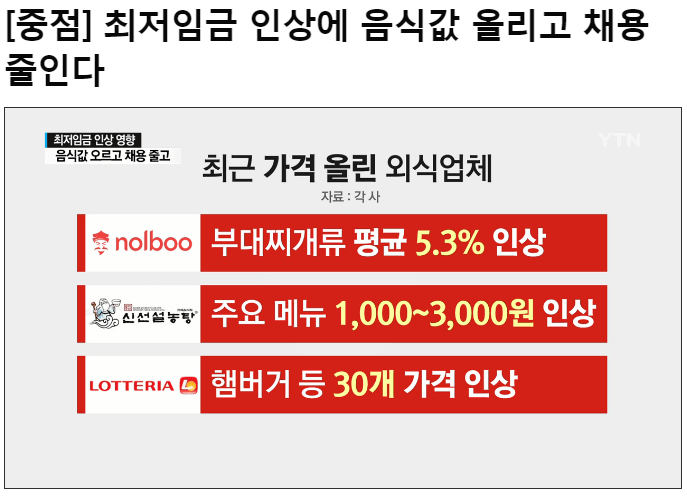 [중점] 최저임금 인상에 음식값 올리고 채용
줄인다
YTN
최저임금 인상 영향
음식값 오르고 채용 줄고
최근 가격 올린 외식업체
자료 : 각 사
nolboo 부대찌개류 평균 5.3% 인상
신선설농탕 주요 메뉴 1,000~3,000원 인상
LOTTERIA 햄버거 등 30개 가격 인상